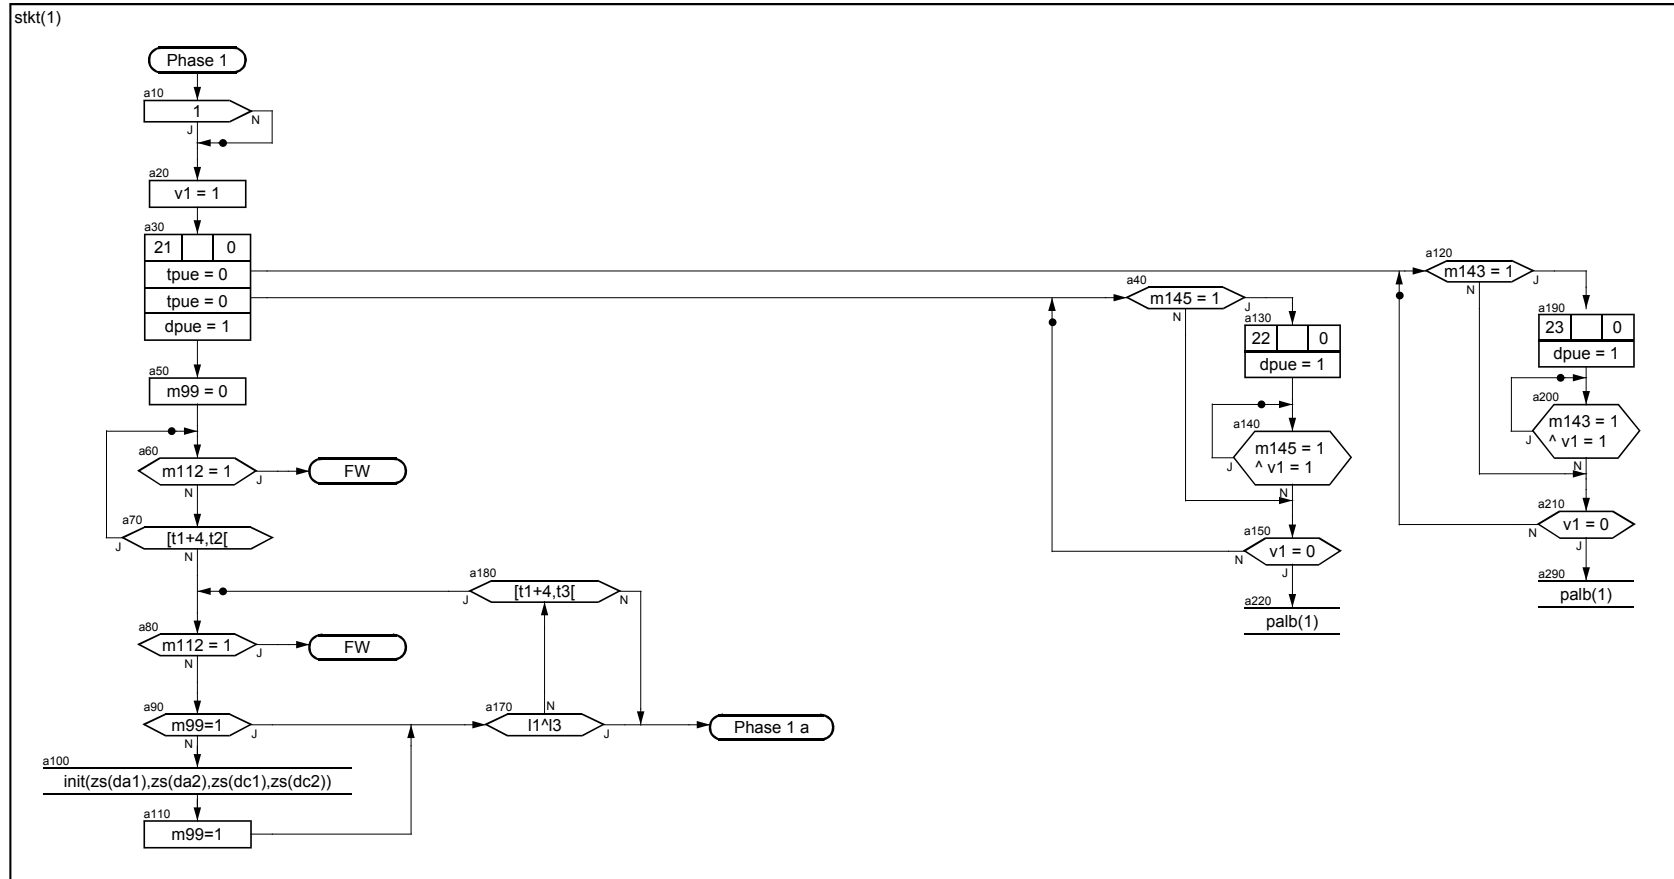 stkt(1)
Phase 1
a10
1
N
J
a20
v1 = 1
a30
21 0
tpue = 0
tpue = 0
dpue = 1
a50
m99 = 0
a60
m112 = 1
J
FW
N
a70
[t1+4,t2[
J
N
a180
[t1+4,t3[
J
N
a80
m112 = 1
J
FW
N
a90
m99=1
J
N
a170
l1^l3
N
J
Phase 1 a
a100
init(zs(da1),zs(da2),zs(dc1),zs(dc2))
a110
m99=1
a40
m145 = 1
J
N
a130
22 0
dpue = 1
a140
m145 = 1
^ v1 = 1
J
N
a150
v1 = 0
N
J
a220
palb(1)
a120
m143 = 1
J
N
a190
23 0
dpue = 1
a200
m143 = 1
^ v1 = 1
J
N
a210
v1 = 0
N
J
a290
palb(1)